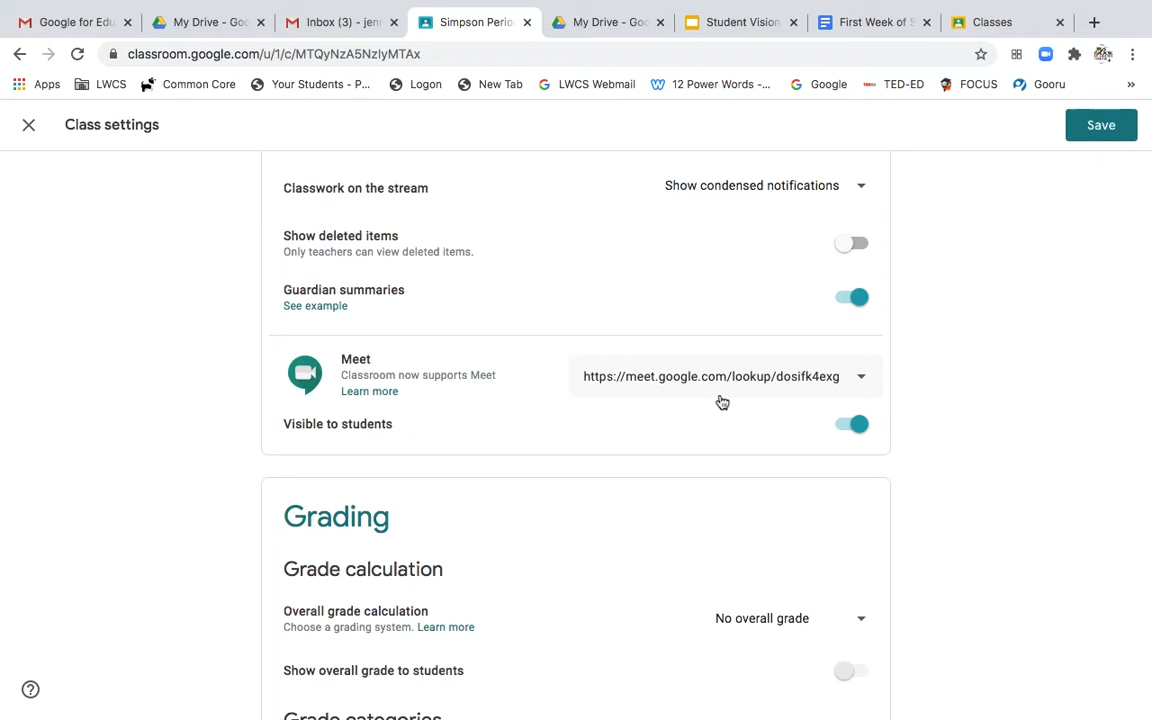 Google for Edu
My Drive - Goo
Inbox (3) - jenn
Simpson Perio
My Drive - Goo
Student Vision
First Week of S
Classes
classroom.google.com/u/1/c/MTQyNzA5NzIyMTAx
Apps
LWCS
Common Core
Your Students - P...
Logon
New Tab
LWCS Webmail
12 Power Words -...
Google
TED-ED
FOCUS
Gooru
»
Class settings
Save
Classwork on the stream
Show condensed notifications
Show deleted items
Only teachers can view deleted items.
Guardian summaries
See example
Meet
Classroom now supports Meet
Learn more
https://meet.google.com/lookup/dosifk4exg
Visible to students
Grading
Grade calculation
Overall grade calculation
Choose a grading system. Learn more
No overall grade
Show overall grade to students
Grade categories